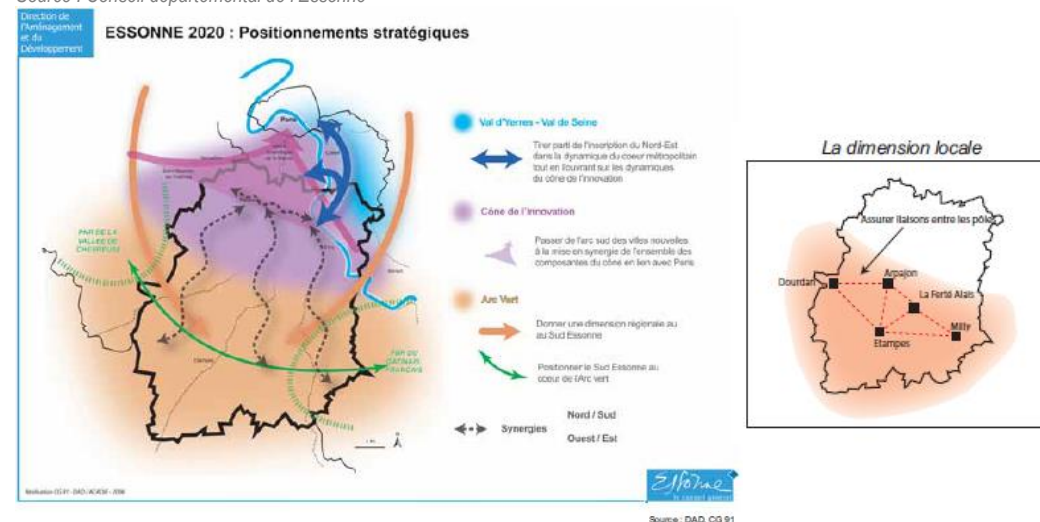 Source : Conseil départemental de l'Essonne
Direction de
l'Aménagement
et du
Développement
ESSONNE 2020 : Positionnements stratégiques
Paris
PNR DE LA
VALLÉE DE
CHEVREUSE
PNR DU
GATINAIS
FRANÇAIS
Val d'Yerres - Val de Seine
Tirer parti de l'inscription du Nord-Est
dans la dynamique du coeur métropolitain
tout en l'ouvrant sur les dynamiques
du cône de l'innovation
Cône de l'innovation
Passer de l'arc sud des villes nouvelles
à la mise en synergie de l'ensemble des
composantes du cône en lien avec Paris
Arc Vert
Donner une dimension régionale au
au Sud Essonne
Positionner le Sud Essonne au
coeur de l'Arc vert
Synergies
Nord / Sud
Ouest / Est
Essonne
le conseil général
Source : DAD, CG 91
La dimension locale
Assurer liaisons entre les pôles
Dourdan
Arpajon
La Ferté Alais
Milly
Etampes